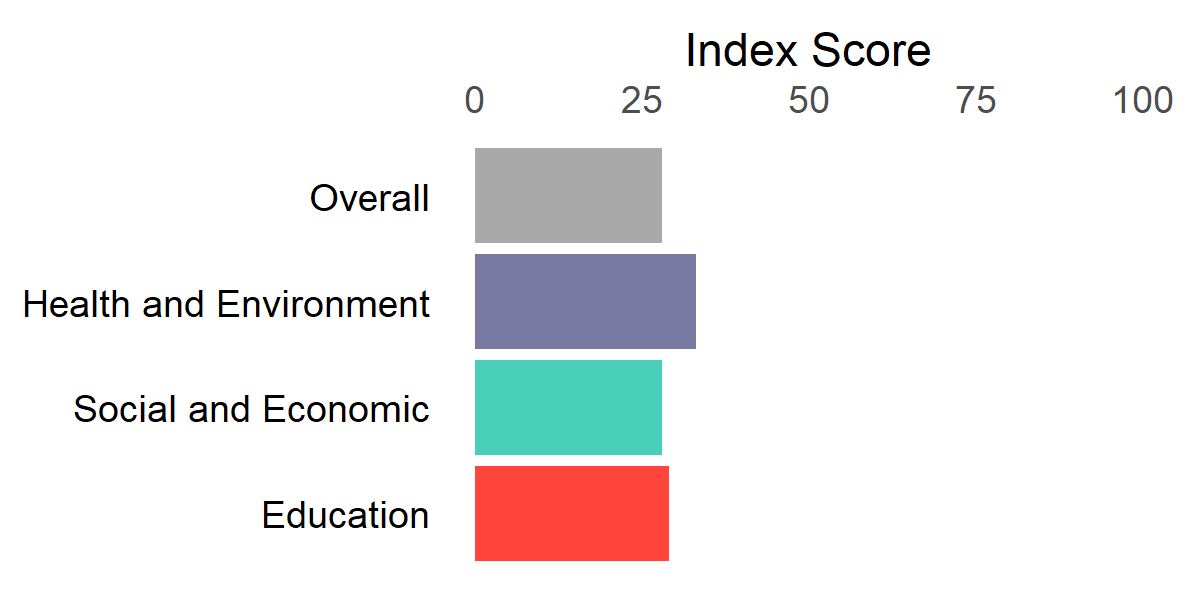 Index Score
0 25 50 75 100
Overall
Health and Environment
Social and Economic
Education